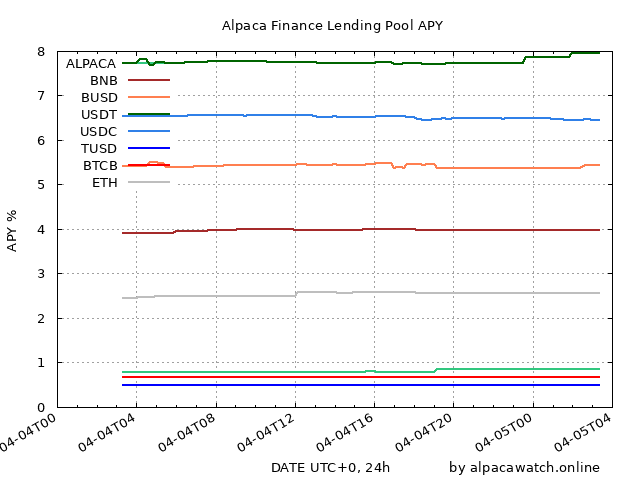 Alpaca Finance Lending Pool APY
8
7
6
5
4
3
2
1
0
APY %
ALPACA
BNB
BUSD
USDT
USDC
TUSD
BTCB
ETH
04-04T00
04-04T04
04-04T08
04-04T12
04-04T16
04-04T20
04-05T00
04-05T04
DATE UTC+0, 24h
by alpacawatch.online